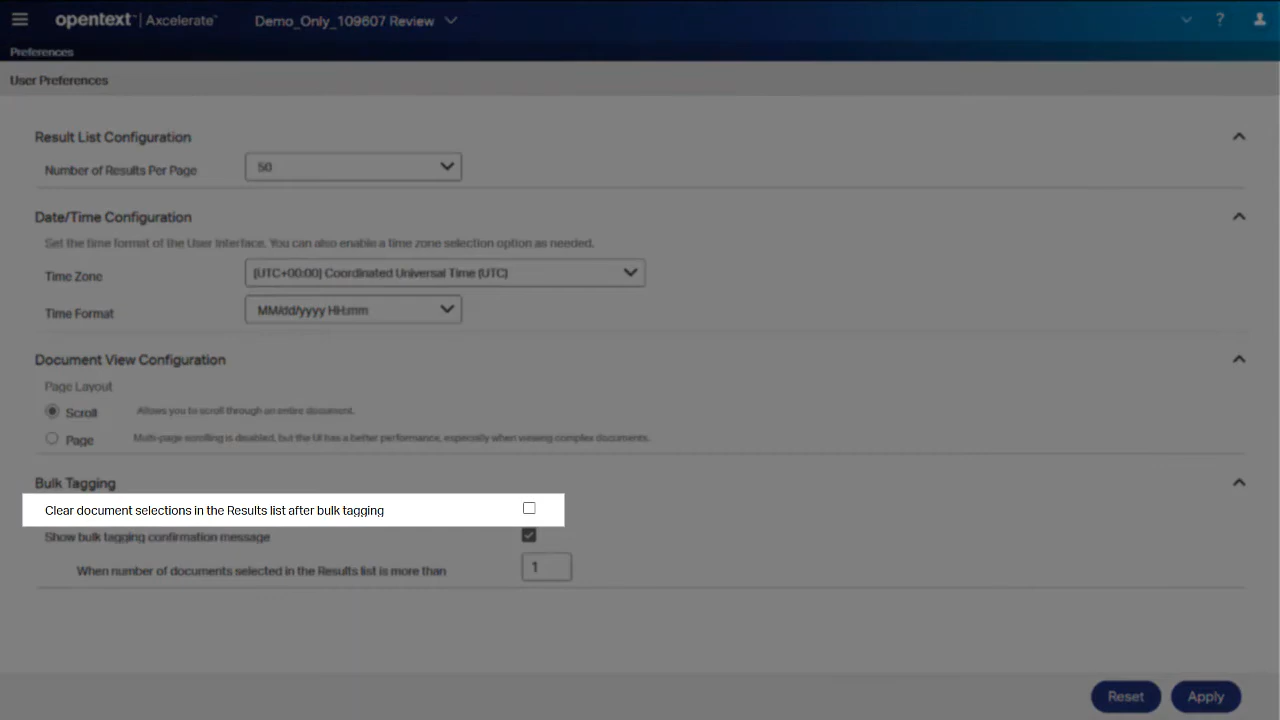 opentext™ | Axcelerate™ Demo_Only_109607 Review ?
Preferences
User Preferences
Result List Configuration
Number of Results Per Page 50
Date/Time Configuration
Set the time format of the User Interface. You can also enable a time zone selection option as needed.
Time Zone [UTC+00:00] Coordinated Universal Time (UTC)
Time Format MM/dd/yyyy HH:mm
Document View Configuration
Page Layout
Scroll Allows you to scroll through an entire document.
Page Multi-page scrolling is disabled, but the UI has a better performance, especially when viewing complex documents.
Bulk Tagging
Clear document selections in the Results list after bulk tagging
Show bulk tagging confirmation message
When number of documents selected in the Results list is more than 1
Reset Apply